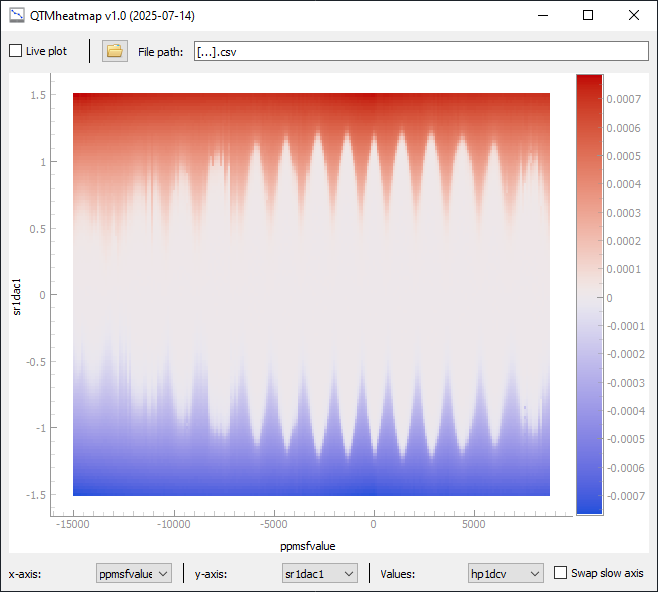 QTMheatmap v1.0 (2025-07-14)
Live plot
File path:
[...].csv
1.5
1
0.5
0
-0.5
-1
-1.5
sr1dac1
-15000
-10000
-5000
0
5000
ppmsfvalue
0.0007
0.0006
0.0005
0.0004
0.0003
0.0002
0.0001
0
-0.0001
-0.0002
-0.0003
-0.0004
-0.0005
-0.0006
-0.0007
x-axis:
ppmsfvalue
y-axis:
sr1dac1
Values:
hp1dcv
Swap slow axis